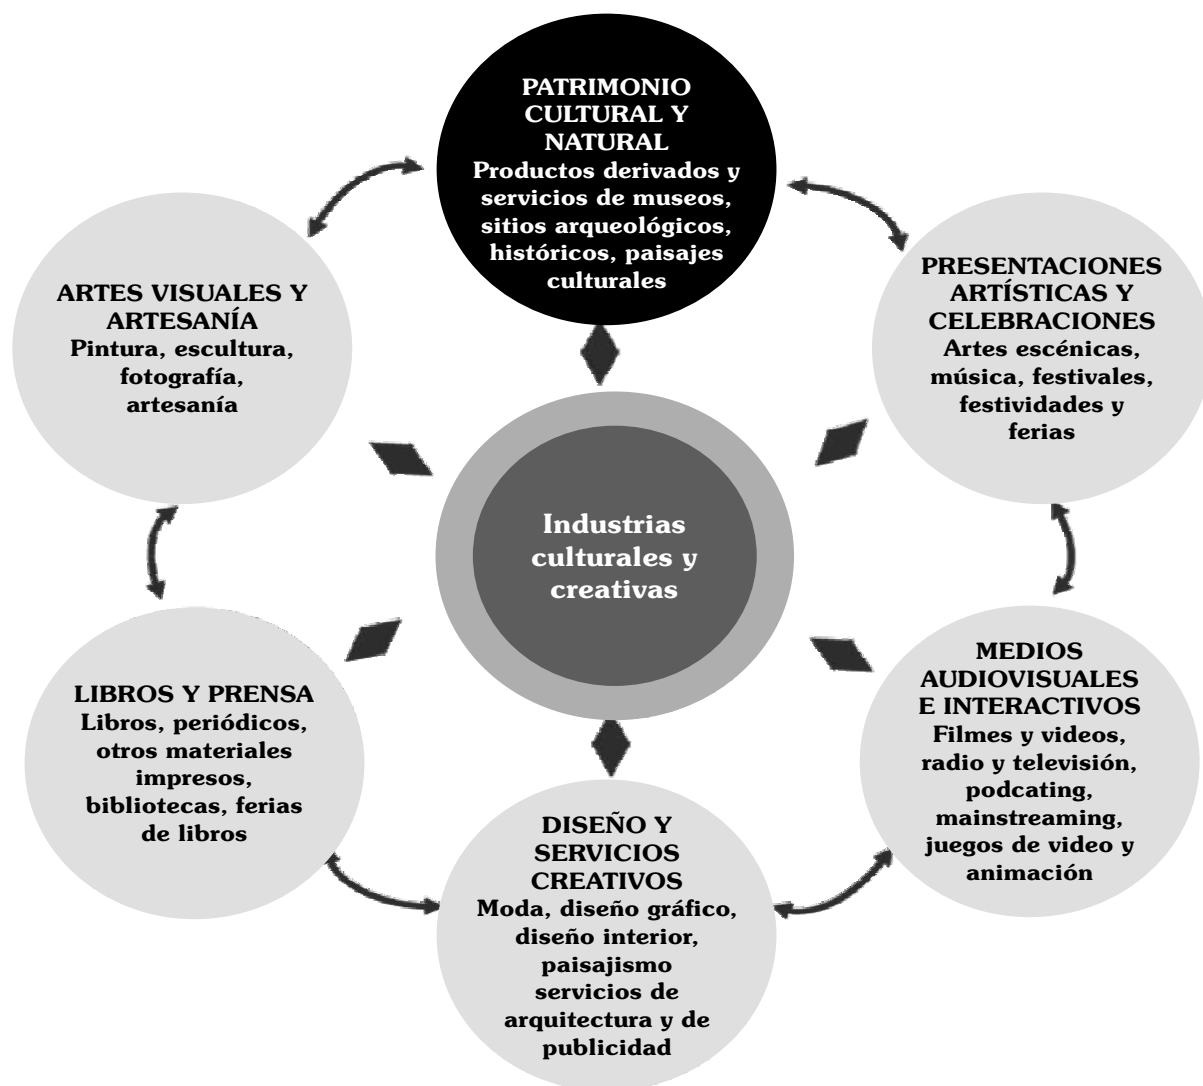 PATRIMONIO
CULTURAL Y
NATURAL
Productos derivados y
servicios de museos,
sitios arqueológicos,
históricos, paisajes
culturales
PRESENTACIONES
ARTÍSTICAS Y
CELEBRACIONES
Artes escénicas,
música, festivales,
festividades y
ferias
MEDIOS
AUDIOVISUALES
E INTERACTIVOS
Filmes y videos,
radio y televisión,
podcating,
mainstreaming,
juegos de video y
animación
DISEÑO Y
SERVICIOS
CREATIVOS
Moda, diseño gráfico,
diseño interior,
paisajismo
servicios de
arquitectura y de
publicidad
LIBROS Y PRENSA
Libros, periódicos,
otros materiales
impresos,
bibliotecas, ferias
de libros
ARTES VISUALES Y
ARTESANÍA
Pintura, escultura,
fotografía,
artesanía
Industrias
culturales y
creativas